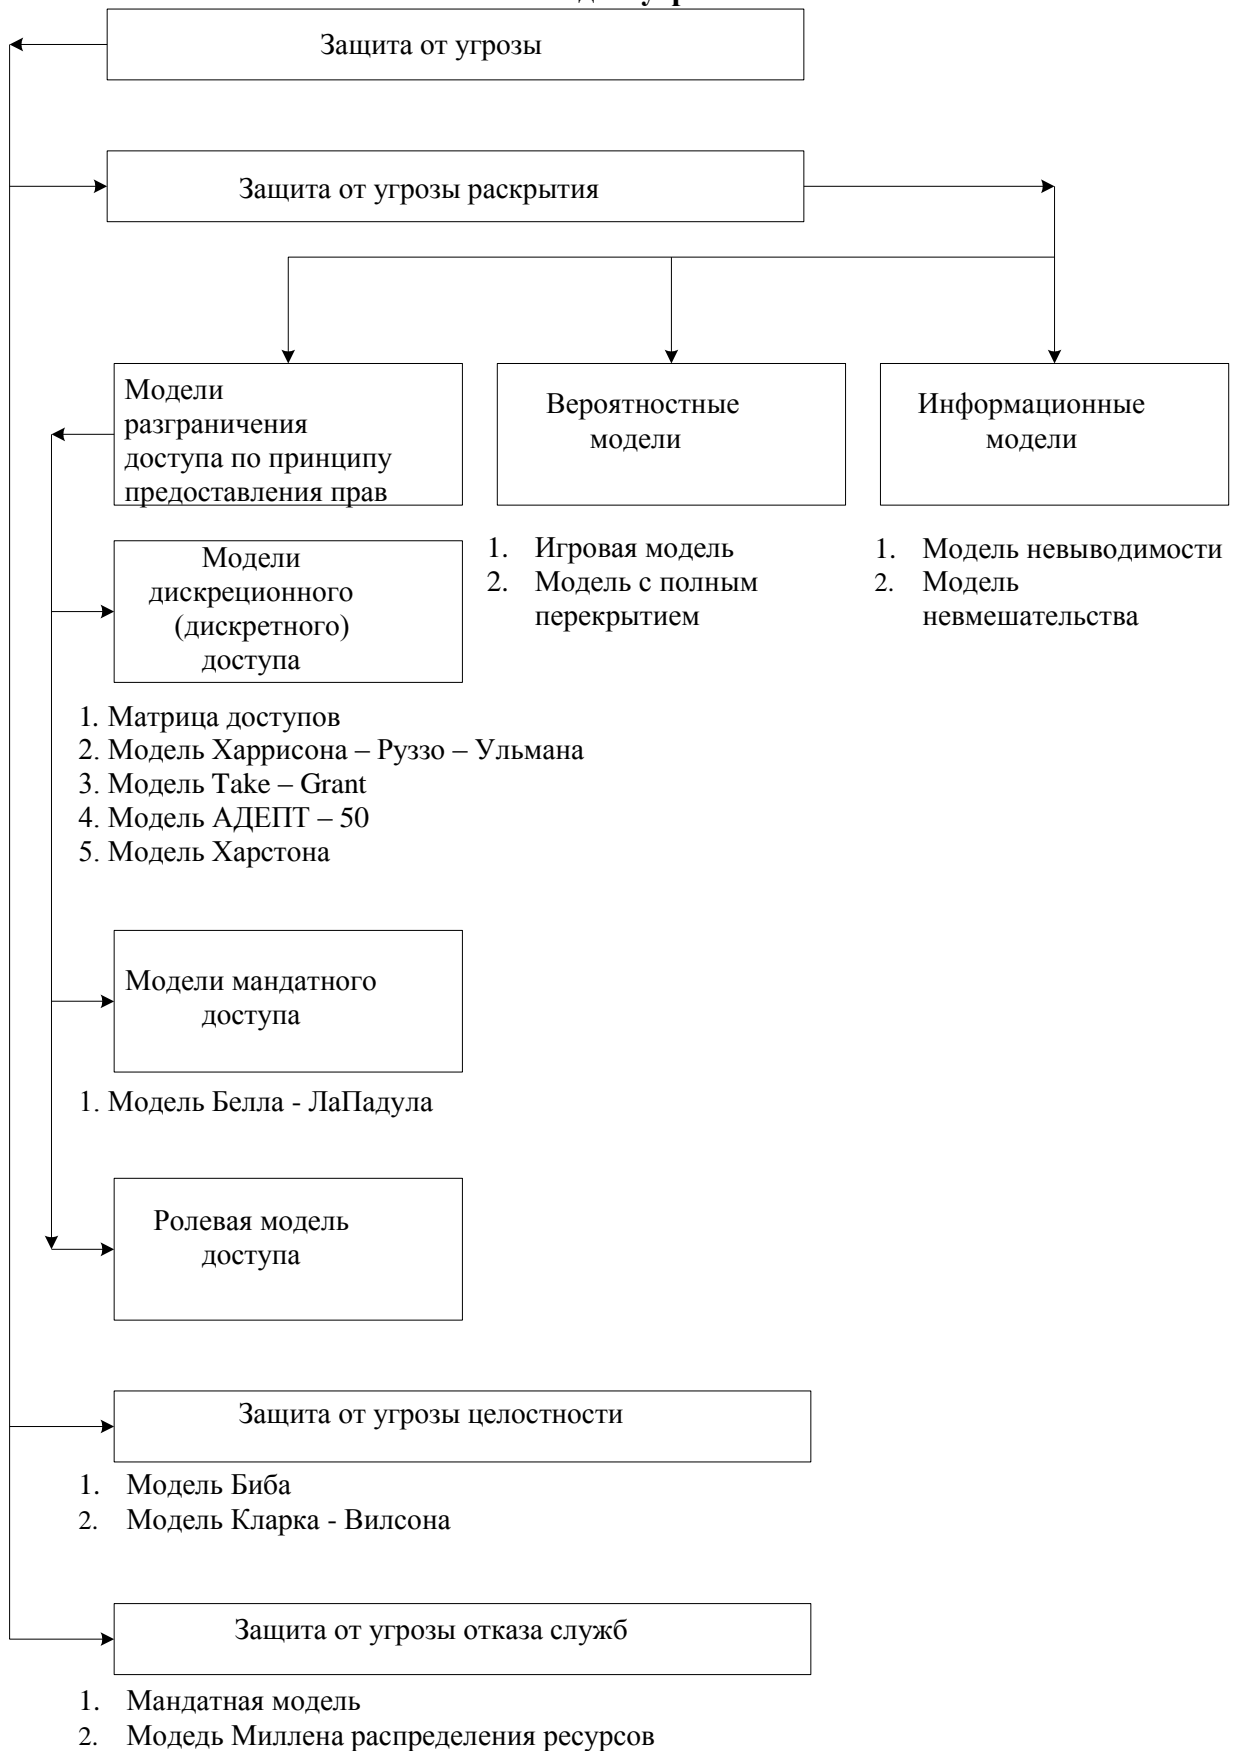 Защита от угрозы
Защита от угрозы раскрытия
Модели
разграничения
доступа по принципу
предоставления прав
Вероятностные
модели
Информационные
модели
1. Игровая модель
2. Модель с полным
перекрытием
1. Модель невыводимости
2. Модель
невмешательства
Модели
дискреционного
(дискретного)
доступа
1. Матрица доступов
2. Модель Харрисона – Руззо – Ульмана
3. Модель Take – Grant
4. Модель АДЕПТ – 50
5. Модель Харстона
Модели мандатного
доступа
1. Модель Белла - ЛаПадула
Ролевая модель
доступа
Защита от угрозы целостности
1. Модель Биба
2. Модель Кларка - Вилсона
Защита от угрозы отказа служб
1. Мандатная модель
2. Модедь Миллена распределения ресурсов